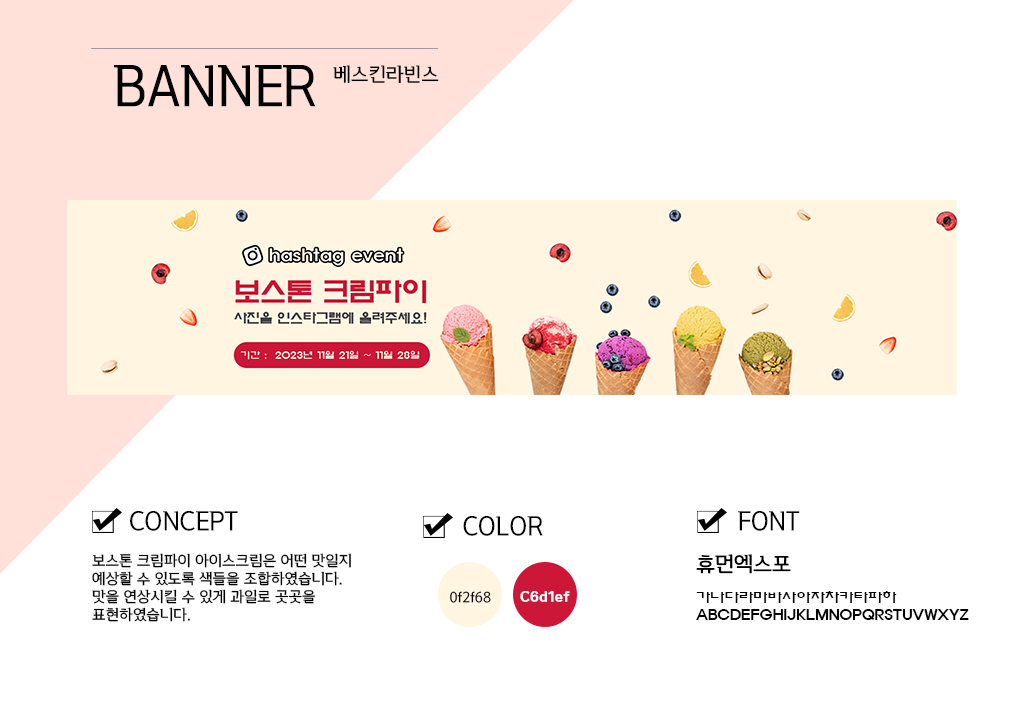 BANNER 베스킨라빈스
hashtag event
보스톤 크림파이
사진을 인스타그램에 올려주세요!
기간 : 2023년 11월 21일 ~ 11월 28일
CONCEPT
보스톤 크림파이 아이스크림은 어떤 맛일지
예상할 수 있도록 색들을 조합하였습니다.
맛을 연상시킬 수 있게 과일로 곳곳을
표현하였습니다.
COLOR
0f2f68
C6d1ef
FONT
휴먼엑스포
가나다라마바사아자차카타파하
ABCDEFGHIJKLMNOPQRSTUVWXYZ